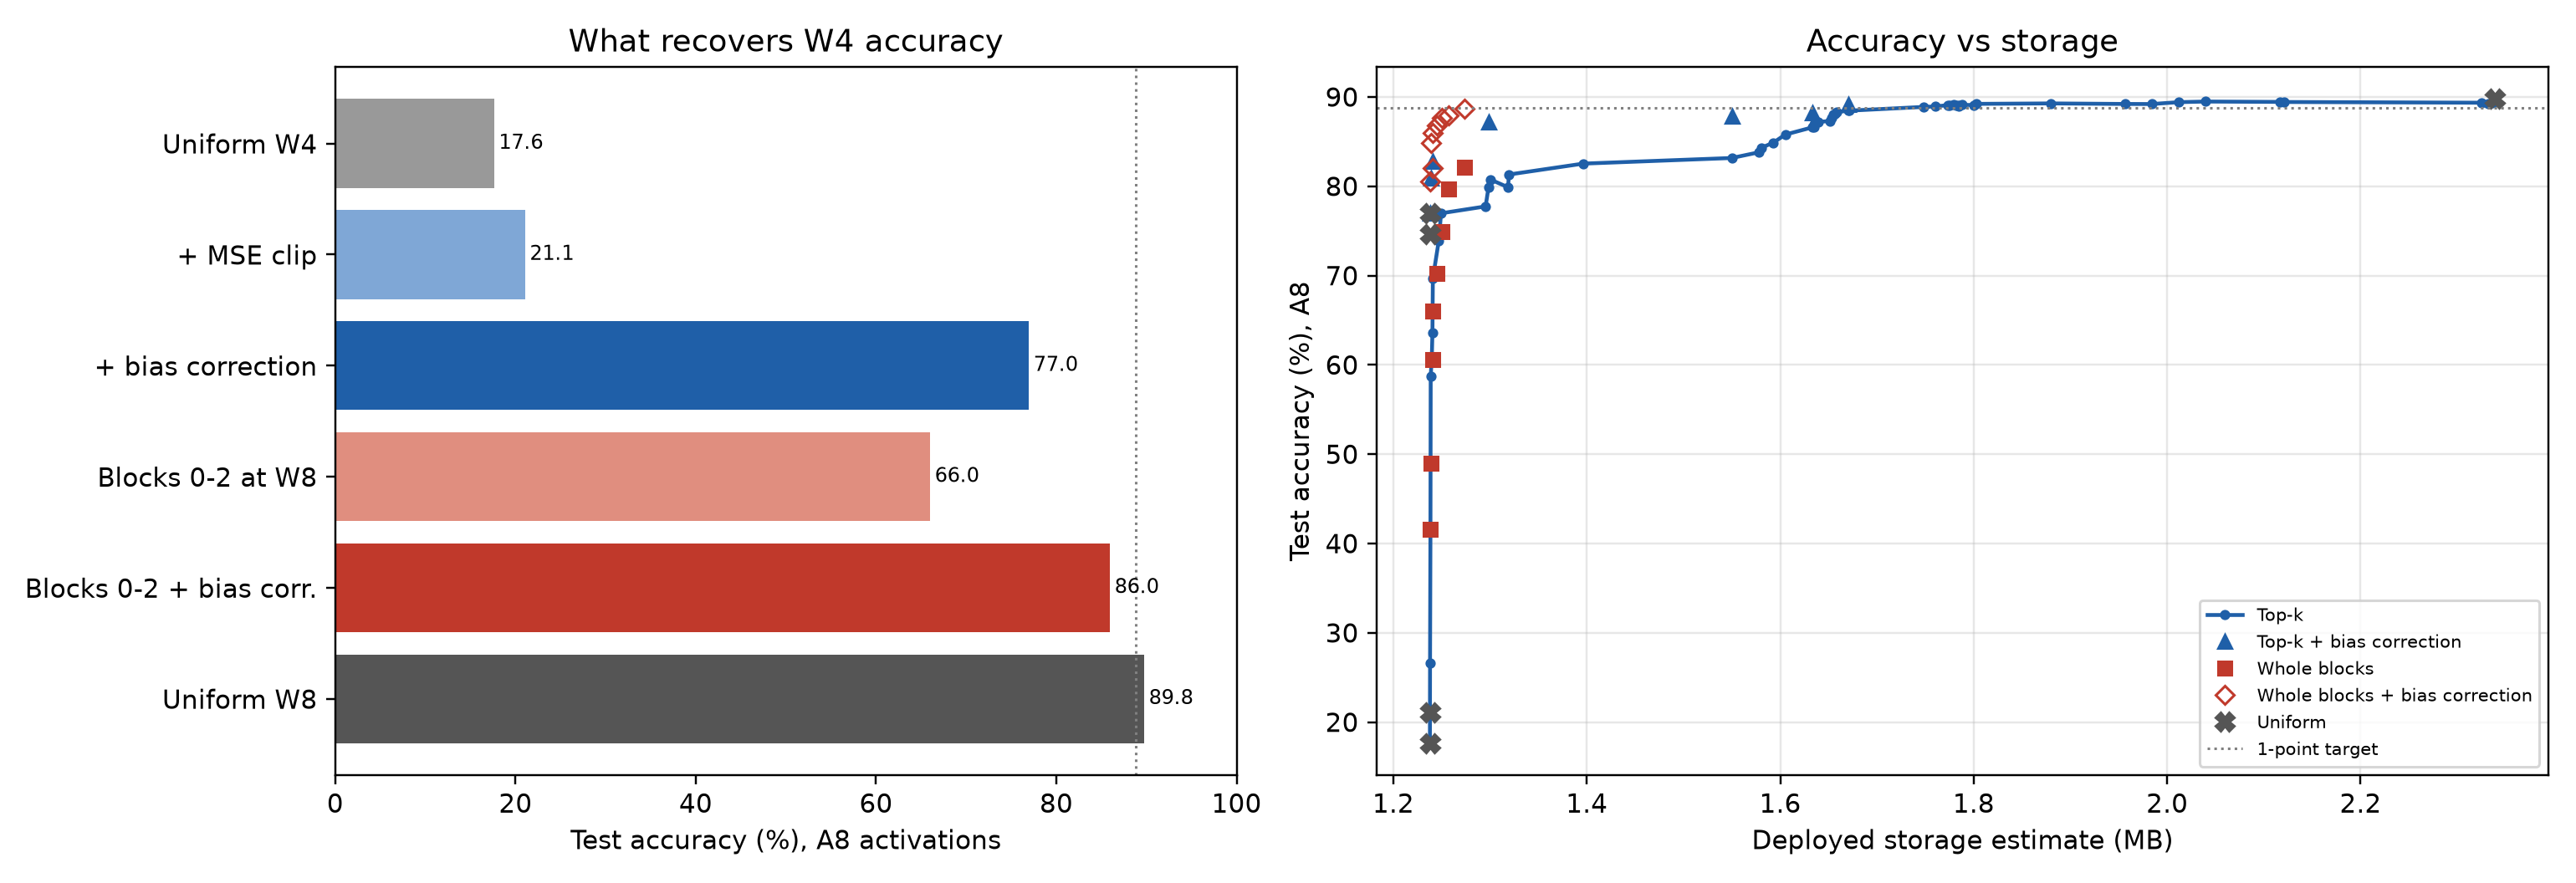 What recovers W4 accuracy
Uniform W4
17.6
+ MSE clip
21.1
+ bias correction
77.0
Blocks 0-2 at W8
66.0
Blocks 0-2 + bias corr.
86.0
Uniform W8
89.8
0 20 40 60 80 100
Test accuracy (%), A8 activations
Accuracy vs storage
Test accuracy (%), A8
90
80
70
60
50
40
30
20
Top-k
Top-k + bias correction
Whole blocks
Whole blocks + bias correction
Uniform
1-point target
1.2 1.4 1.6 1.8 2.0 2.2
Deployed storage estimate (MB)